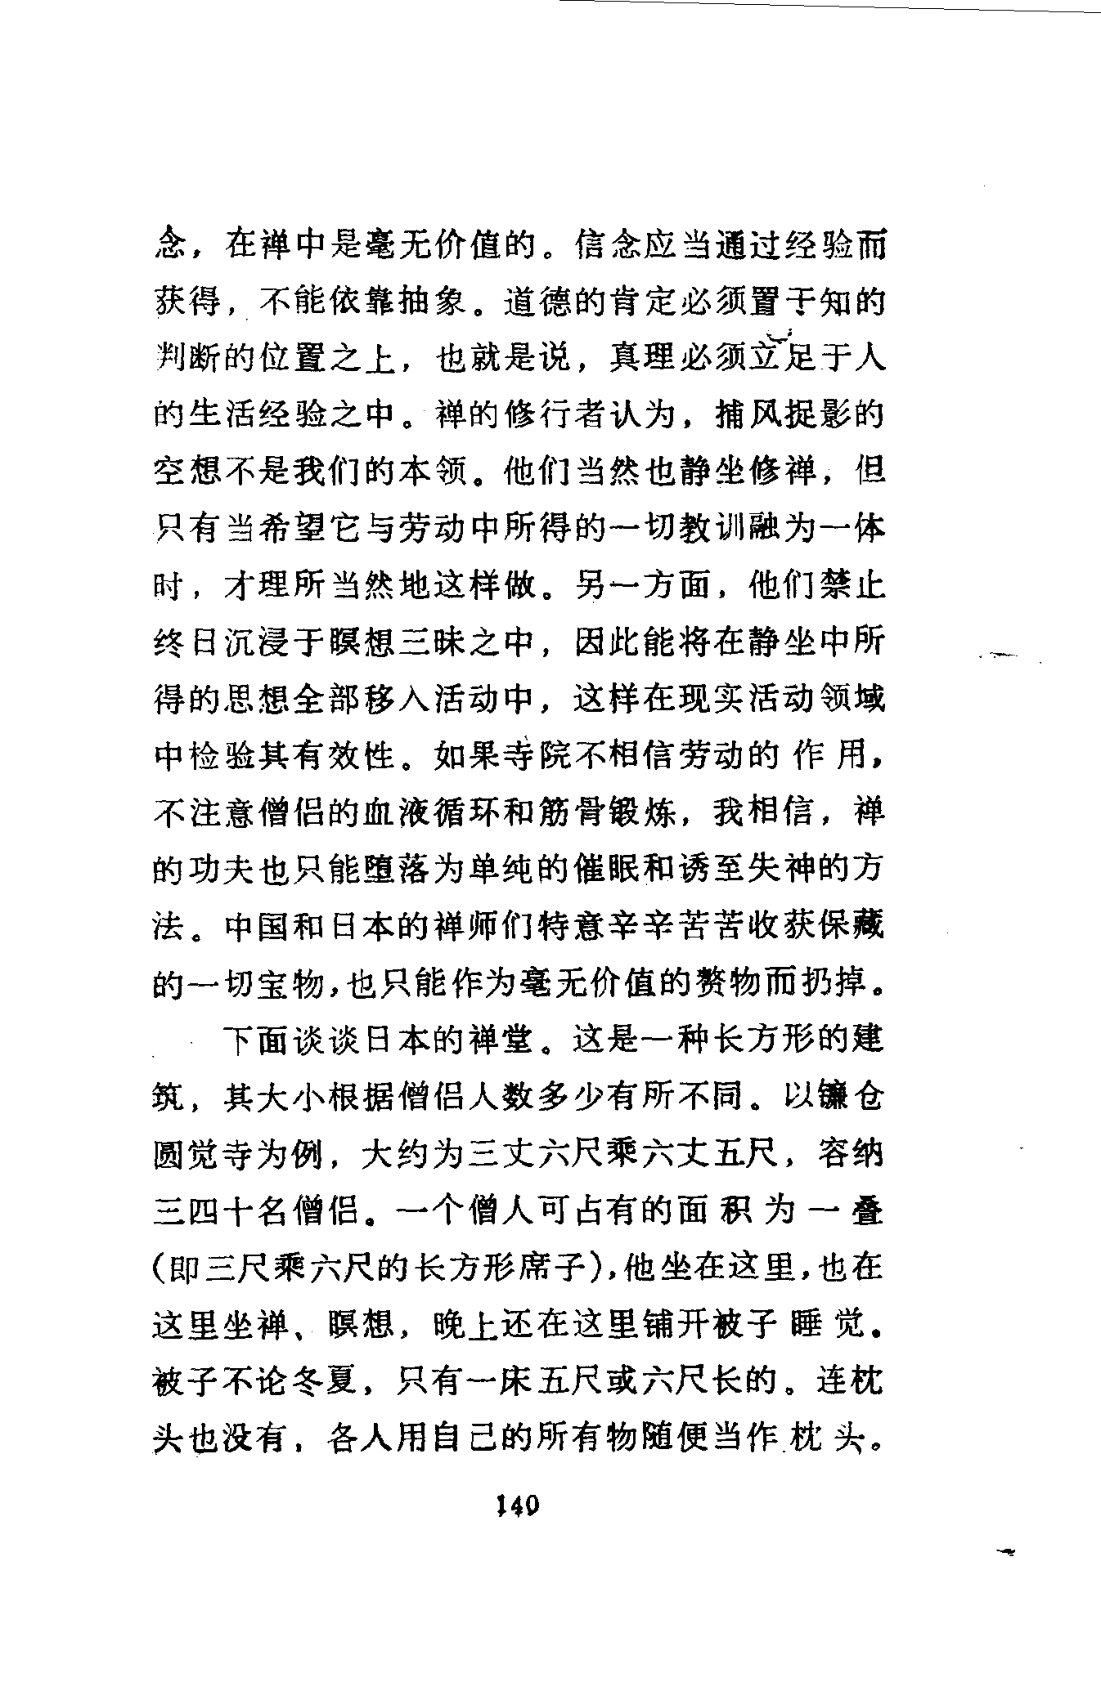 念，在禅中是毫无价值的。信念应当通过经验而
获得，不能依靠抽象。道德的肯定必须置于知的
判断的位置之上，也就是说，真理必须立足于人
的生活经验之中。禅的修行者认为，捕风捉影的
空想不是我们的本领。他们当然也静坐修禅，但
只有当希望它与劳动中所得的一切教训融为一体
时，才理所当然地这样做。另一方面，他们禁止
终日沉浸于瞑想三昧之中，因此能将在静坐中所
得的思想全部移入活动中，这样在现实活动领域
中检验其有效性。如果寺院不相信劳动的作用，
不注意僧侣的血液循环和筋骨锻炼，我相信，禅
的功夫也只能堕落为单纯的催眠和诱至失神的方
法。中国和日本的禅师们特意辛辛苦苦收获保藏
的一切宝物，也只能作为毫无价值的赘物而扔掉。
下面谈谈日本的禅堂。这是一种长方形的建
筑，其大小根据僧侣人数多少有所不同。以镰仓
圆觉寺为例，大约为三丈六尺乘六丈五尺，容纳
三四十名僧侣。一个僧人可占有的面积为一叠
（即三尺乘六尺的长方形席子），他坐在这里，也在
这里坐禅、瞑想，晚上还在这里铺开被子睡觉。
被子不论冬夏，只有一床五尺或六尺长的。连枕
头也没有，各人用自己的所有物随便当作枕头。
140